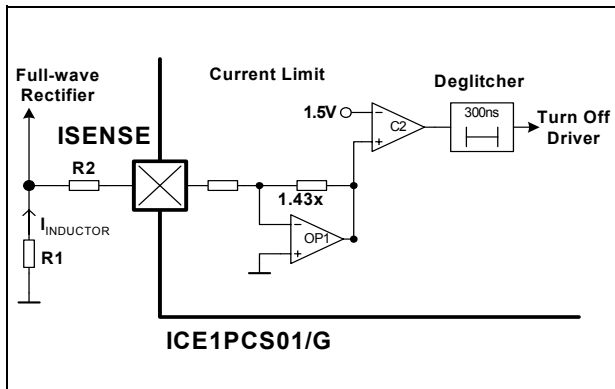 Full-wave
Rectifier
Current Limit
Deglitcher
1.5V
C2
300ns
Turn Off
Driver
ISENSE
R2
1.43x
I INDUCTOR
OP1
R1
ICE1PCS01/G